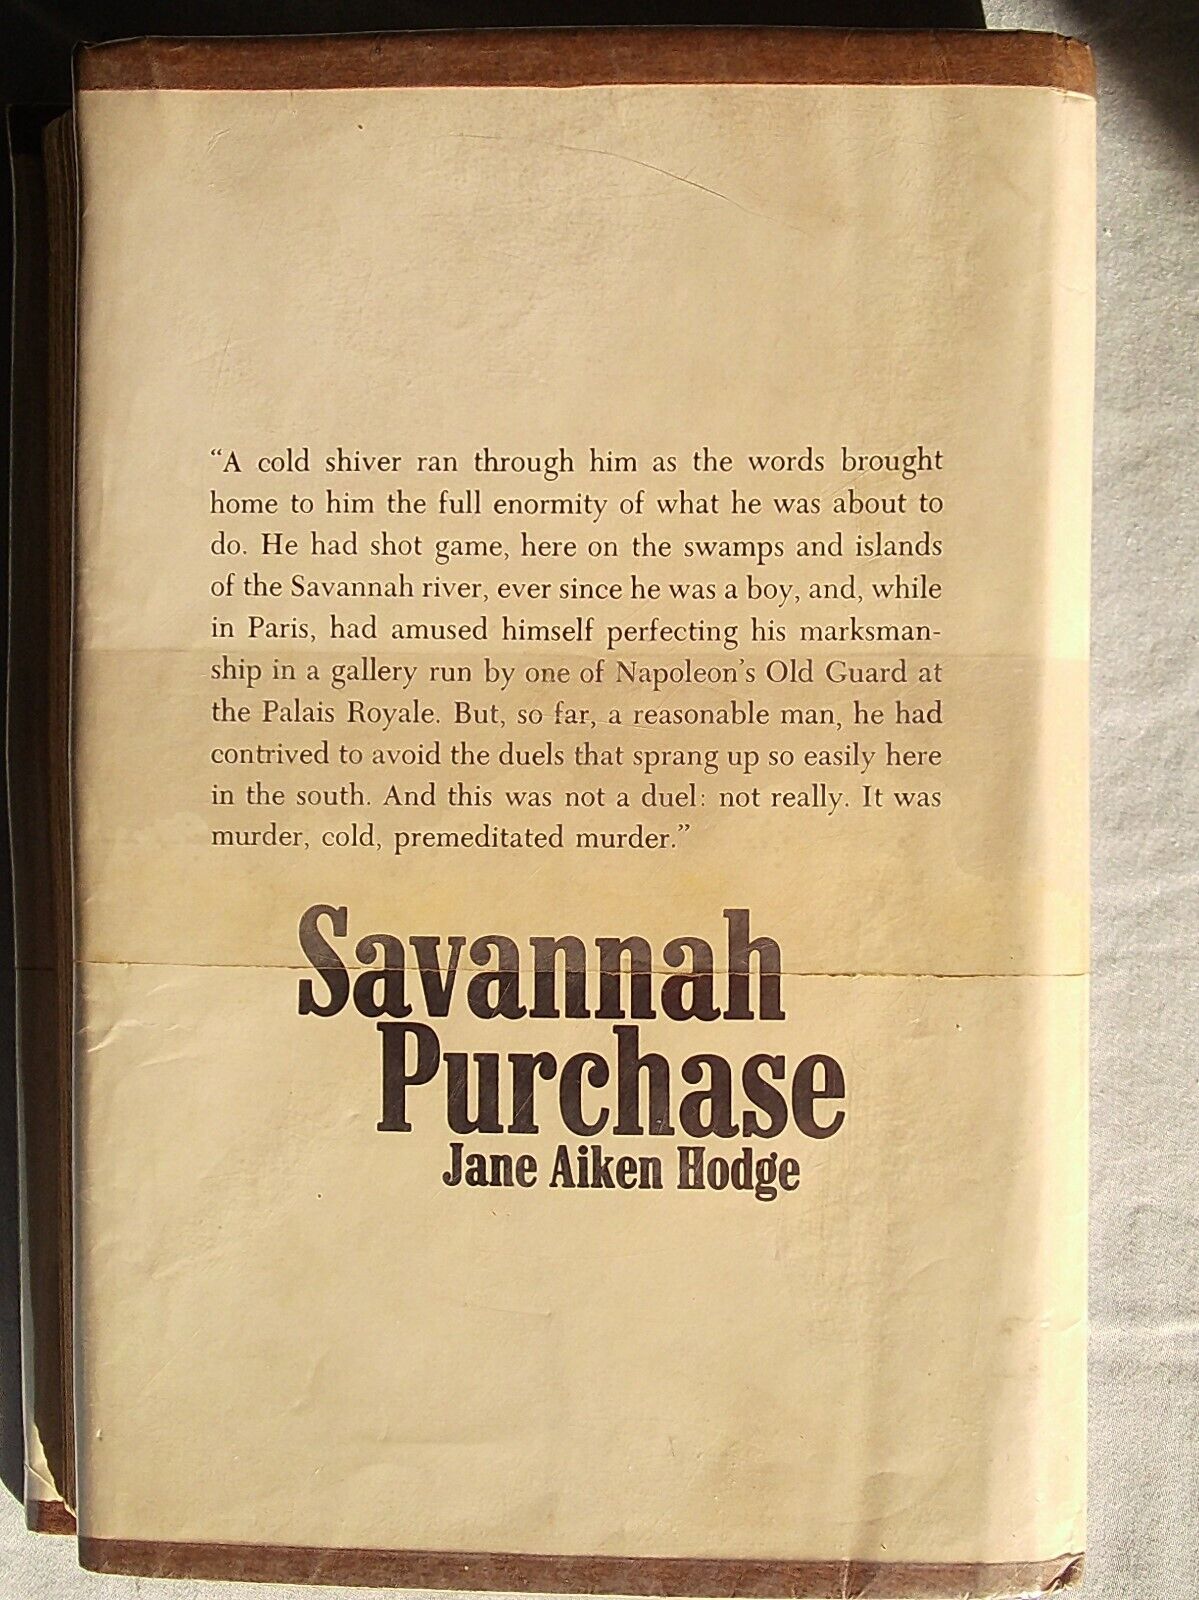 “A cold shiver ran through him as the words brought
home to him the full enormity of what he was about to
do. He had shot game, here on the swamps and islands
of the Savannah river, ever since he was a boy, and, while
in Paris, had amused himself perfecting his marksman-
ship in a gallery run by one of Napoleon’s Old Guard at
the Palais Royale. But, so far, a reasonable man, he had
contrived to avoid the duels that sprang up so easily here
in the south. And this was not a duel: not really. It was
murder, cold, premeditated murder.”
Savannah
Purchase
Jane Aiken Hodge